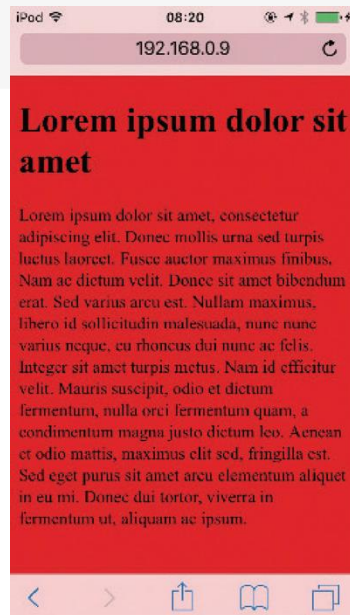 iPod 08:20
192.168.0.9
Lorem ipsum dolor sit
amet
Lorem ipsum dolor sit amet, consectetur
adipiscing elit. Donec mollis urna sed turpis
luctus laoreet. Fusce auctor maximus finibus.
Nam ac dictum velit. Donec sit amet bibendum
erat. Sed varius arcu est. Nullam maximus,
libero id sollicitudin malesuada, nunc nunc
varius neque, eu rhoncus dui nunc ac felis.
Integer sit amet turpis metus. Nam id efficitur
velit. Mauris suscipit, odio et dictum
fermentum, nulla orci fermentum quam, a
condimentum magna justo dictum leo. Aenean
et odio mattis, maximus elit sed, fringilla est.
Sed eget purus sit amet arcu elementum aliquet
in eu mi. Donec dui tortor, viverra in
fermentum ut, aliquam ac ipsum.